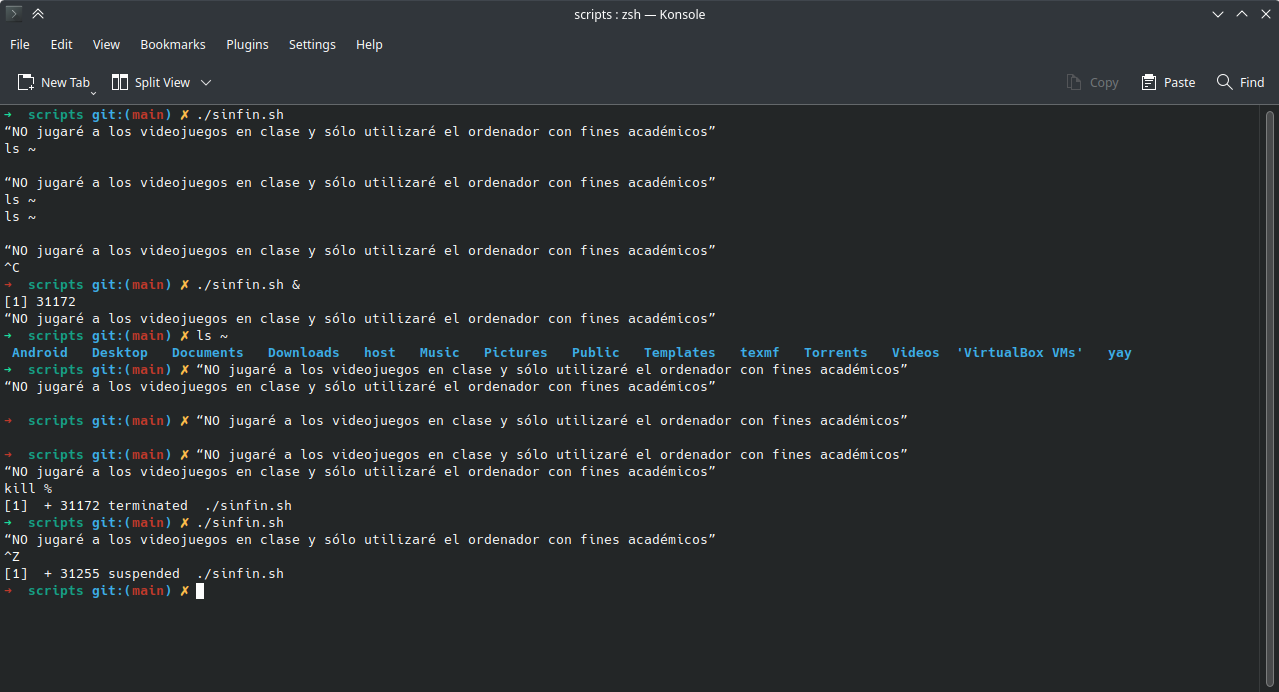 scripts : zsh — Konsole
File Edit View Bookmarks Plugins Settings Help
New Tab Split View Copy Paste Find
➜  scripts git:(main) ✗ ./sinfin.sh
“NO jugaré a los videojuegos en clase y sólo utilizaré el ordenador con fines académicos”
ls ~
“NO jugaré a los videojuegos en clase y sólo utilizaré el ordenador con fines académicos”
ls ~
ls ~
“NO jugaré a los videojuegos en clase y sólo utilizaré el ordenador con fines académicos”
^C
➜  scripts git:(main) ✗ ./sinfin.sh &
[1] 31172
“NO jugaré a los videojuegos en clase y sólo utilizaré el ordenador con fines académicos”
➜  scripts git:(main) ✗ ls ~
Android   Desktop   Documents   Downloads   host   Music   Pictures   Public   Templates   texmf   Torrents   Videos  'VirtualBox VMs'   yay
➜  scripts git:(main) ✗ “NO jugaré a los videojuegos en clase y sólo utilizaré el ordenador con fines académicos”
“NO jugaré a los videojuegos en clase y sólo utilizaré el ordenador con fines académicos”
➜  scripts git:(main) ✗ “NO jugaré a los videojuegos en clase y sólo utilizaré el ordenador con fines académicos”
➜  scripts git:(main) ✗ “NO jugaré a los videojuegos en clase y sólo utilizaré el ordenador con fines académicos”
“NO jugaré a los videojuegos en clase y sólo utilizaré el ordenador con fines académicos”
kill %
[1]  + 31172 terminated  ./sinfin.sh
➜  scripts git:(main) ✗ ./sinfin.sh
“NO jugaré a los videojuegos en clase y sólo utilizaré el ordenador con fines académicos”
^Z
[1]  + 31255 suspended  ./sinfin.sh
➜  scripts git:(main) ✗